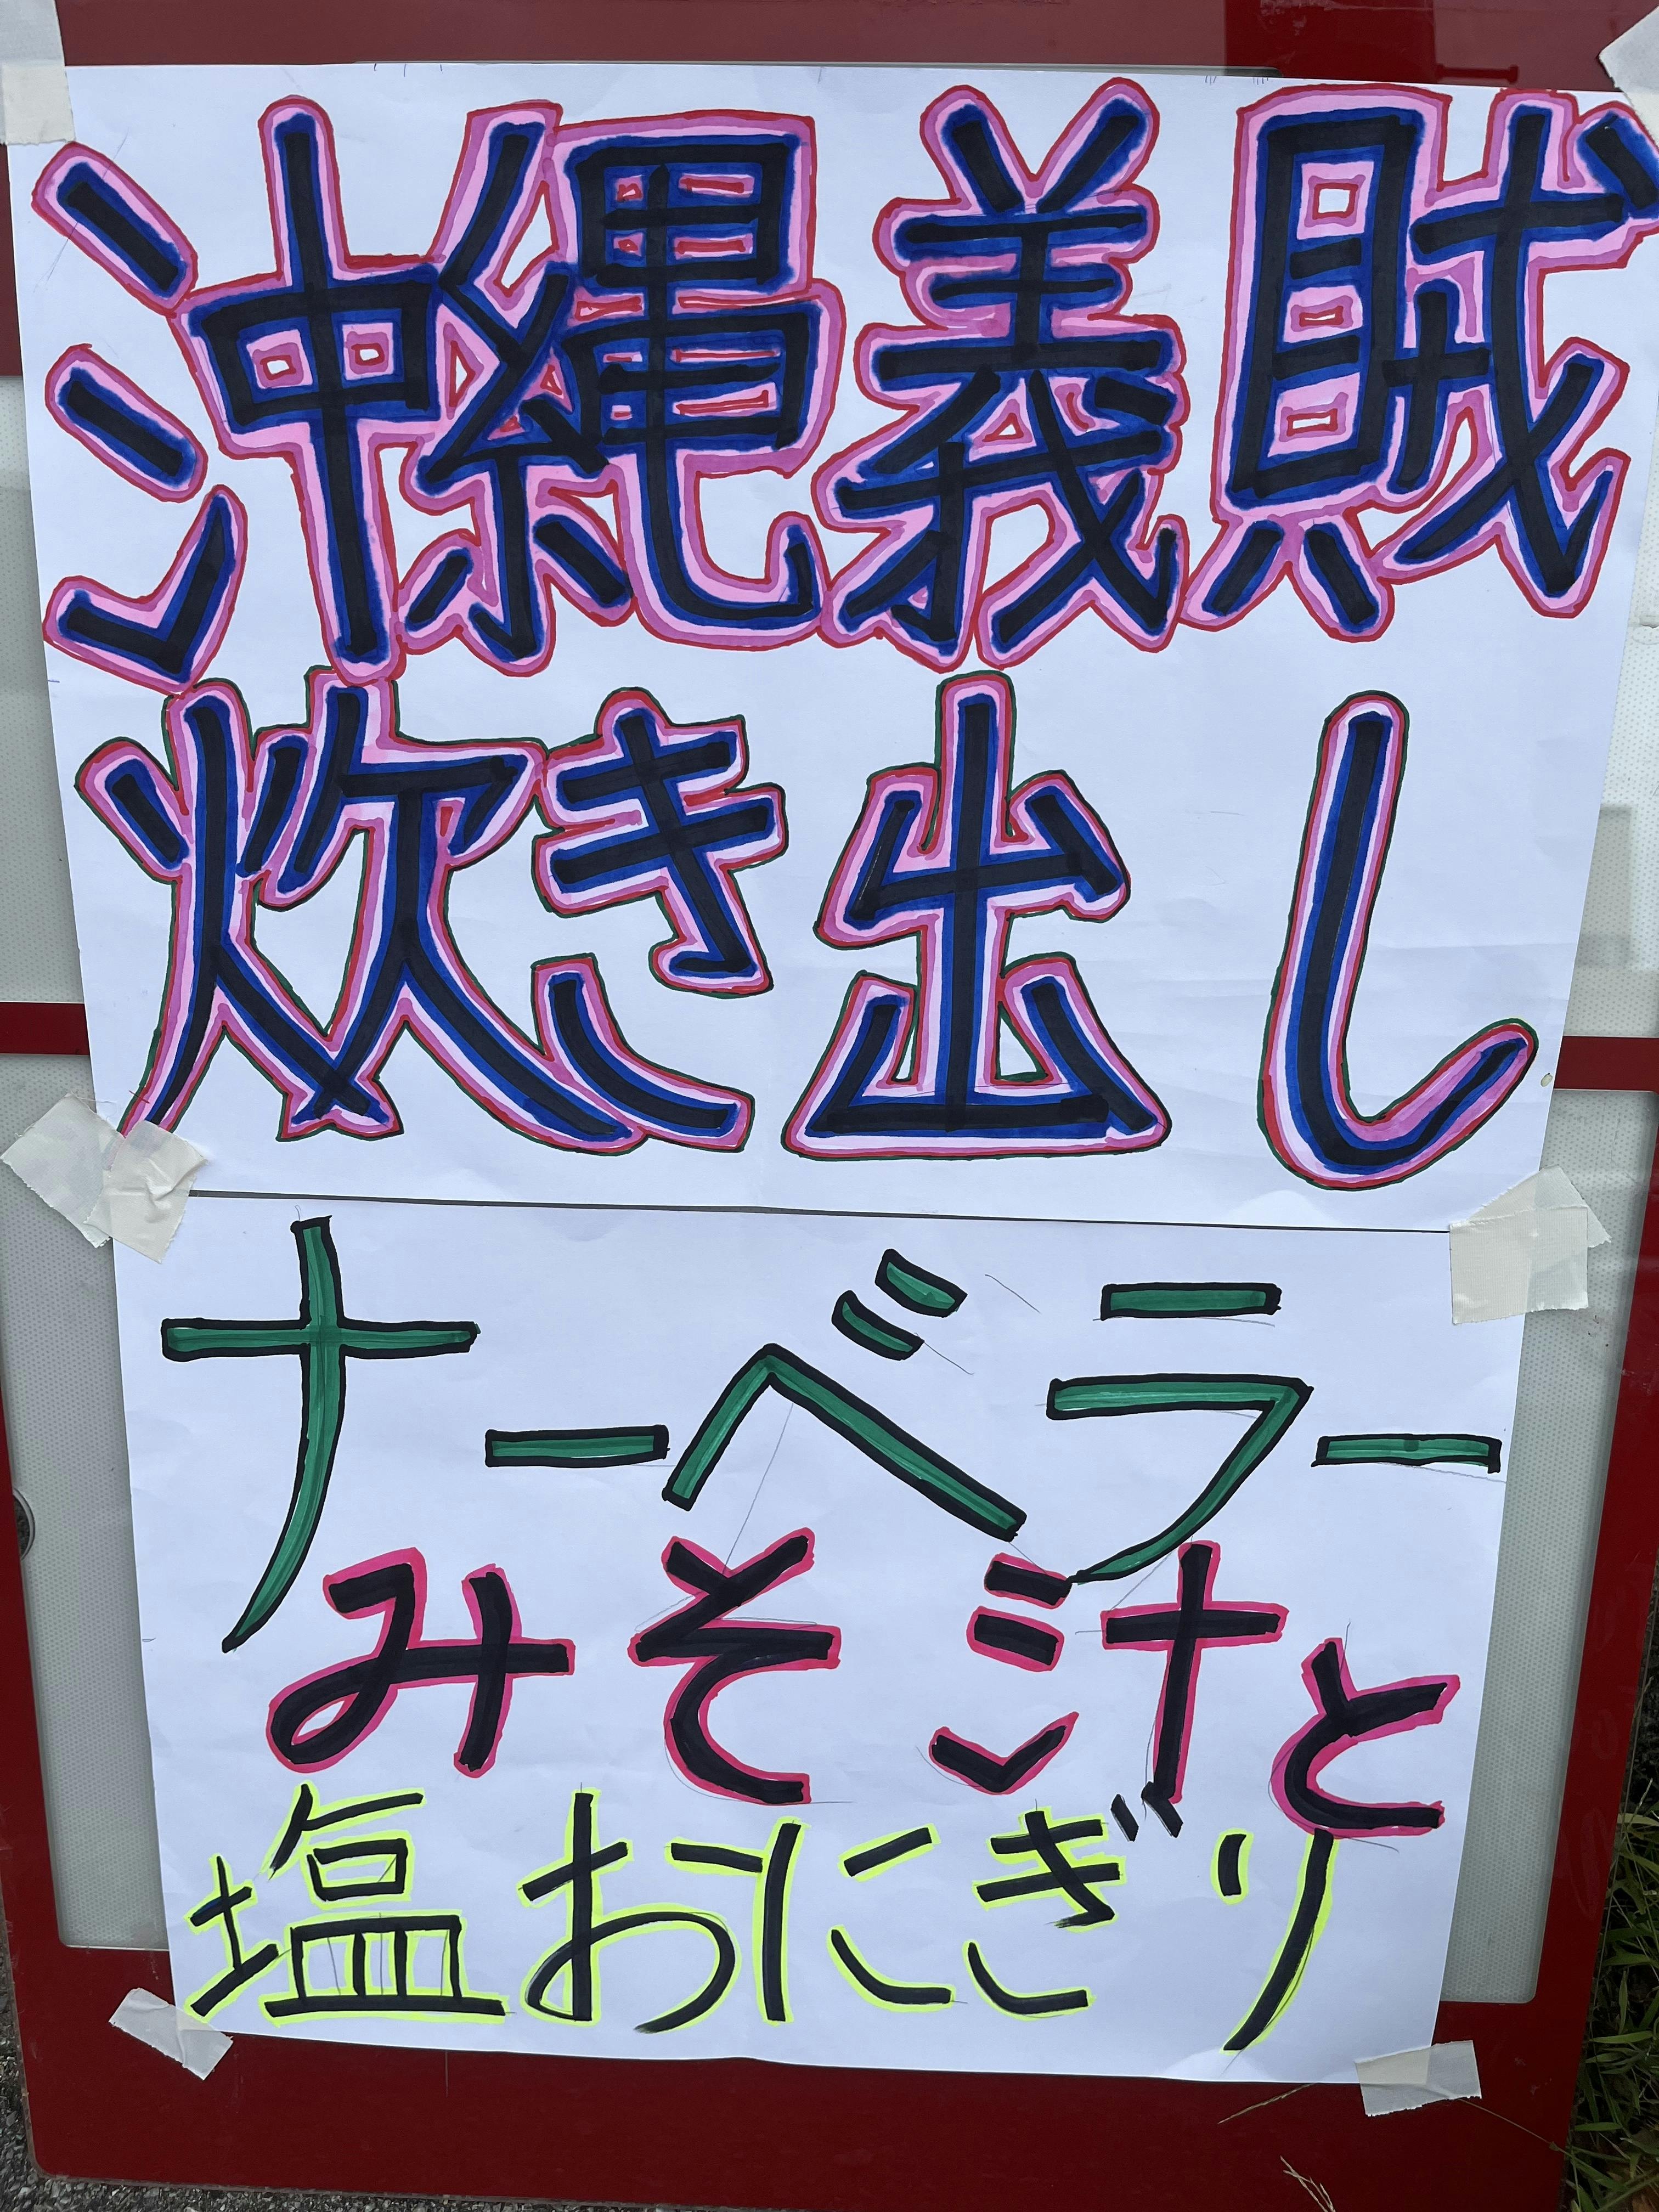 沖縄義賊
炊き出し
ナーベラー
みそ汁と
塩おにぎり